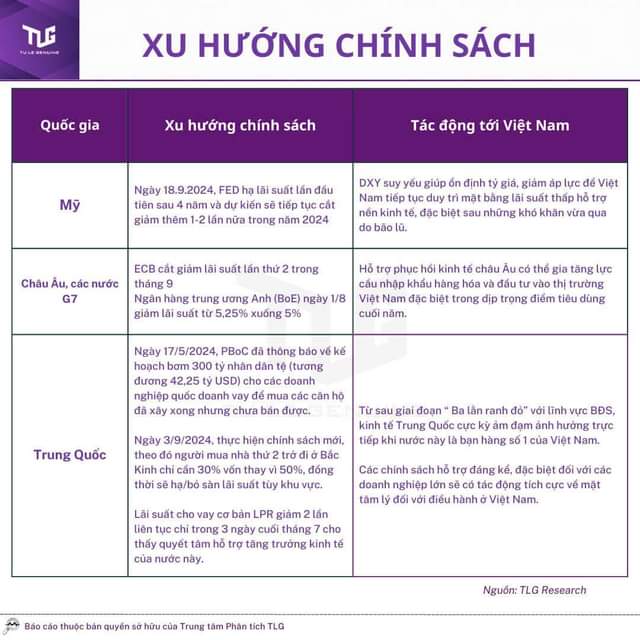 TLG
TU LE GENUINE
XU HƯỚNG CHÍNH SÁCH
Quốc gia
Xu hướng chính sách
Tác động tới Việt Nam
Mỹ
Ngày 18.9.2024, FED hạ lãi suất lần đầu
tiên sau 4 năm và dự kiến sẽ tiếp tục cắt
giảm thêm 1-2 lần nữa trong năm 2024
DXY suy yếu giúp ổn định tỷ giá, giảm áp lực để Việt
Nam tiếp tục duy trì mặt bằng lãi suất thấp hỗ trợ
nền kinh tế, đặc biệt sau những khó khăn vừa qua
do bão lũ.
Châu Âu, các nước
G7
ECB cắt giảm lãi suất lần thứ 2 trong
tháng 9
Ngân hàng trung ương Anh (BoE) ngày 1/8
giảm lãi suất từ 5,25% xuống 5%
Hỗ trợ phục hồi kinh tế châu Âu có thể gia tăng lực
cầu nhập khẩu hàng hóa và đầu tư vào thị trường
Việt Nam đặc biệt trong dịp trọng điểm tiêu dùng
cuối năm.
Trung Quốc
Ngày 17/5/2024, PBoC đã thông báo về kế
hoạch bơm 300 tỷ nhân dân tệ (tương
đương 42,25 tỷ USD) cho các doanh
nghiệp quốc doanh vay để mua các căn hộ
đã xây xong nhưng chưa bán được.
Ngày 3/9/2024, thực hiện chính sách mới,
theo đó người mua nhà thứ 2 trở đi ở Bắc
Kinh chỉ cần 30% vốn thay vì 50%, đồng
thời sẽ hạ/bỏ sàn lãi suất tùy khu vực.
Lãi suất cho vay cơ bản LPR giảm 2 lần
liên tục chỉ trong 3 ngày cuối tháng 7 cho
thấy quyết tâm hỗ trợ tăng trưởng kinh tế
của nước này.
Từ sau giai đoạn “ Ba lằn ranh đỏ” với lĩnh vực BĐS,
kinh tế Trung Quốc cực kỳ ảm đạm ảnh hưởng trực
tiếp khi nước này là bạn hàng số 1 của Việt Nam.
Các chính sách hỗ trợ đáng kể, đặc biệt đối với các
doanh nghiệp lớn sẽ có tác động tích cực về mặt
tâm lý đối với điều hành ở Việt Nam.
Nguồn: TLG Research
Báo cáo thuộc bản quyền sở hữu của Trung tâm Phân tích TLG